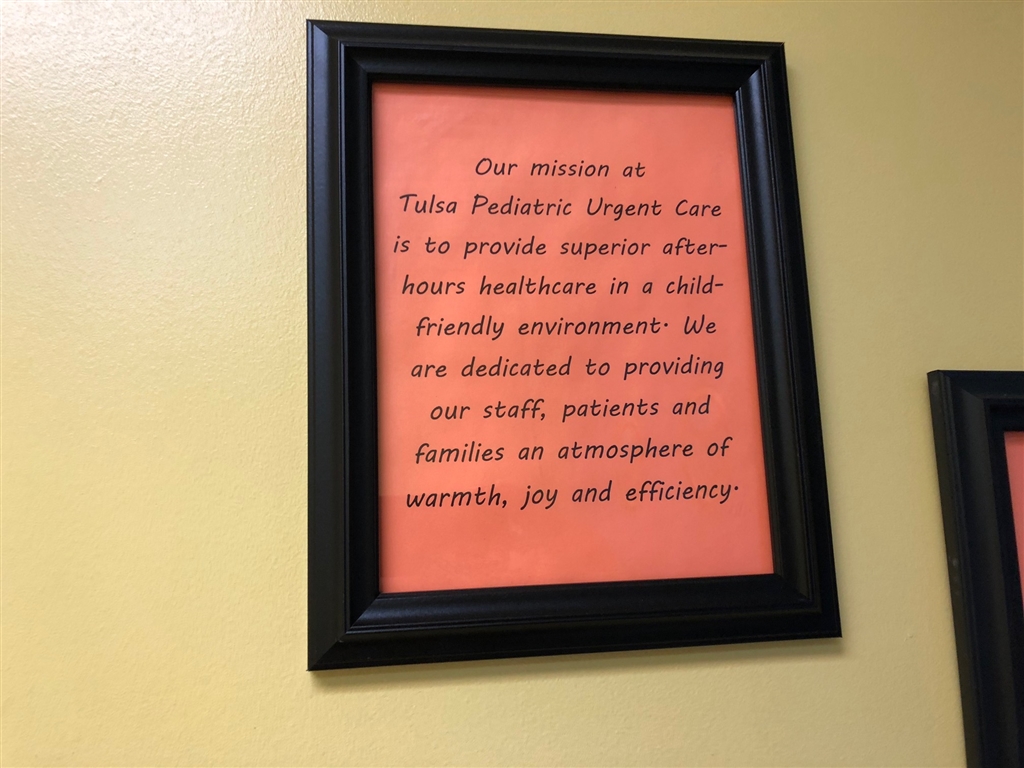 Our mission at
Tulsa Pediatric Urgent Care
is to provide superior after-
hours healthcare in a child-
friendly environment. We
are dedicated to providing
our staff, patients and
families an atmosphere of
warmth, joy and efficiency.